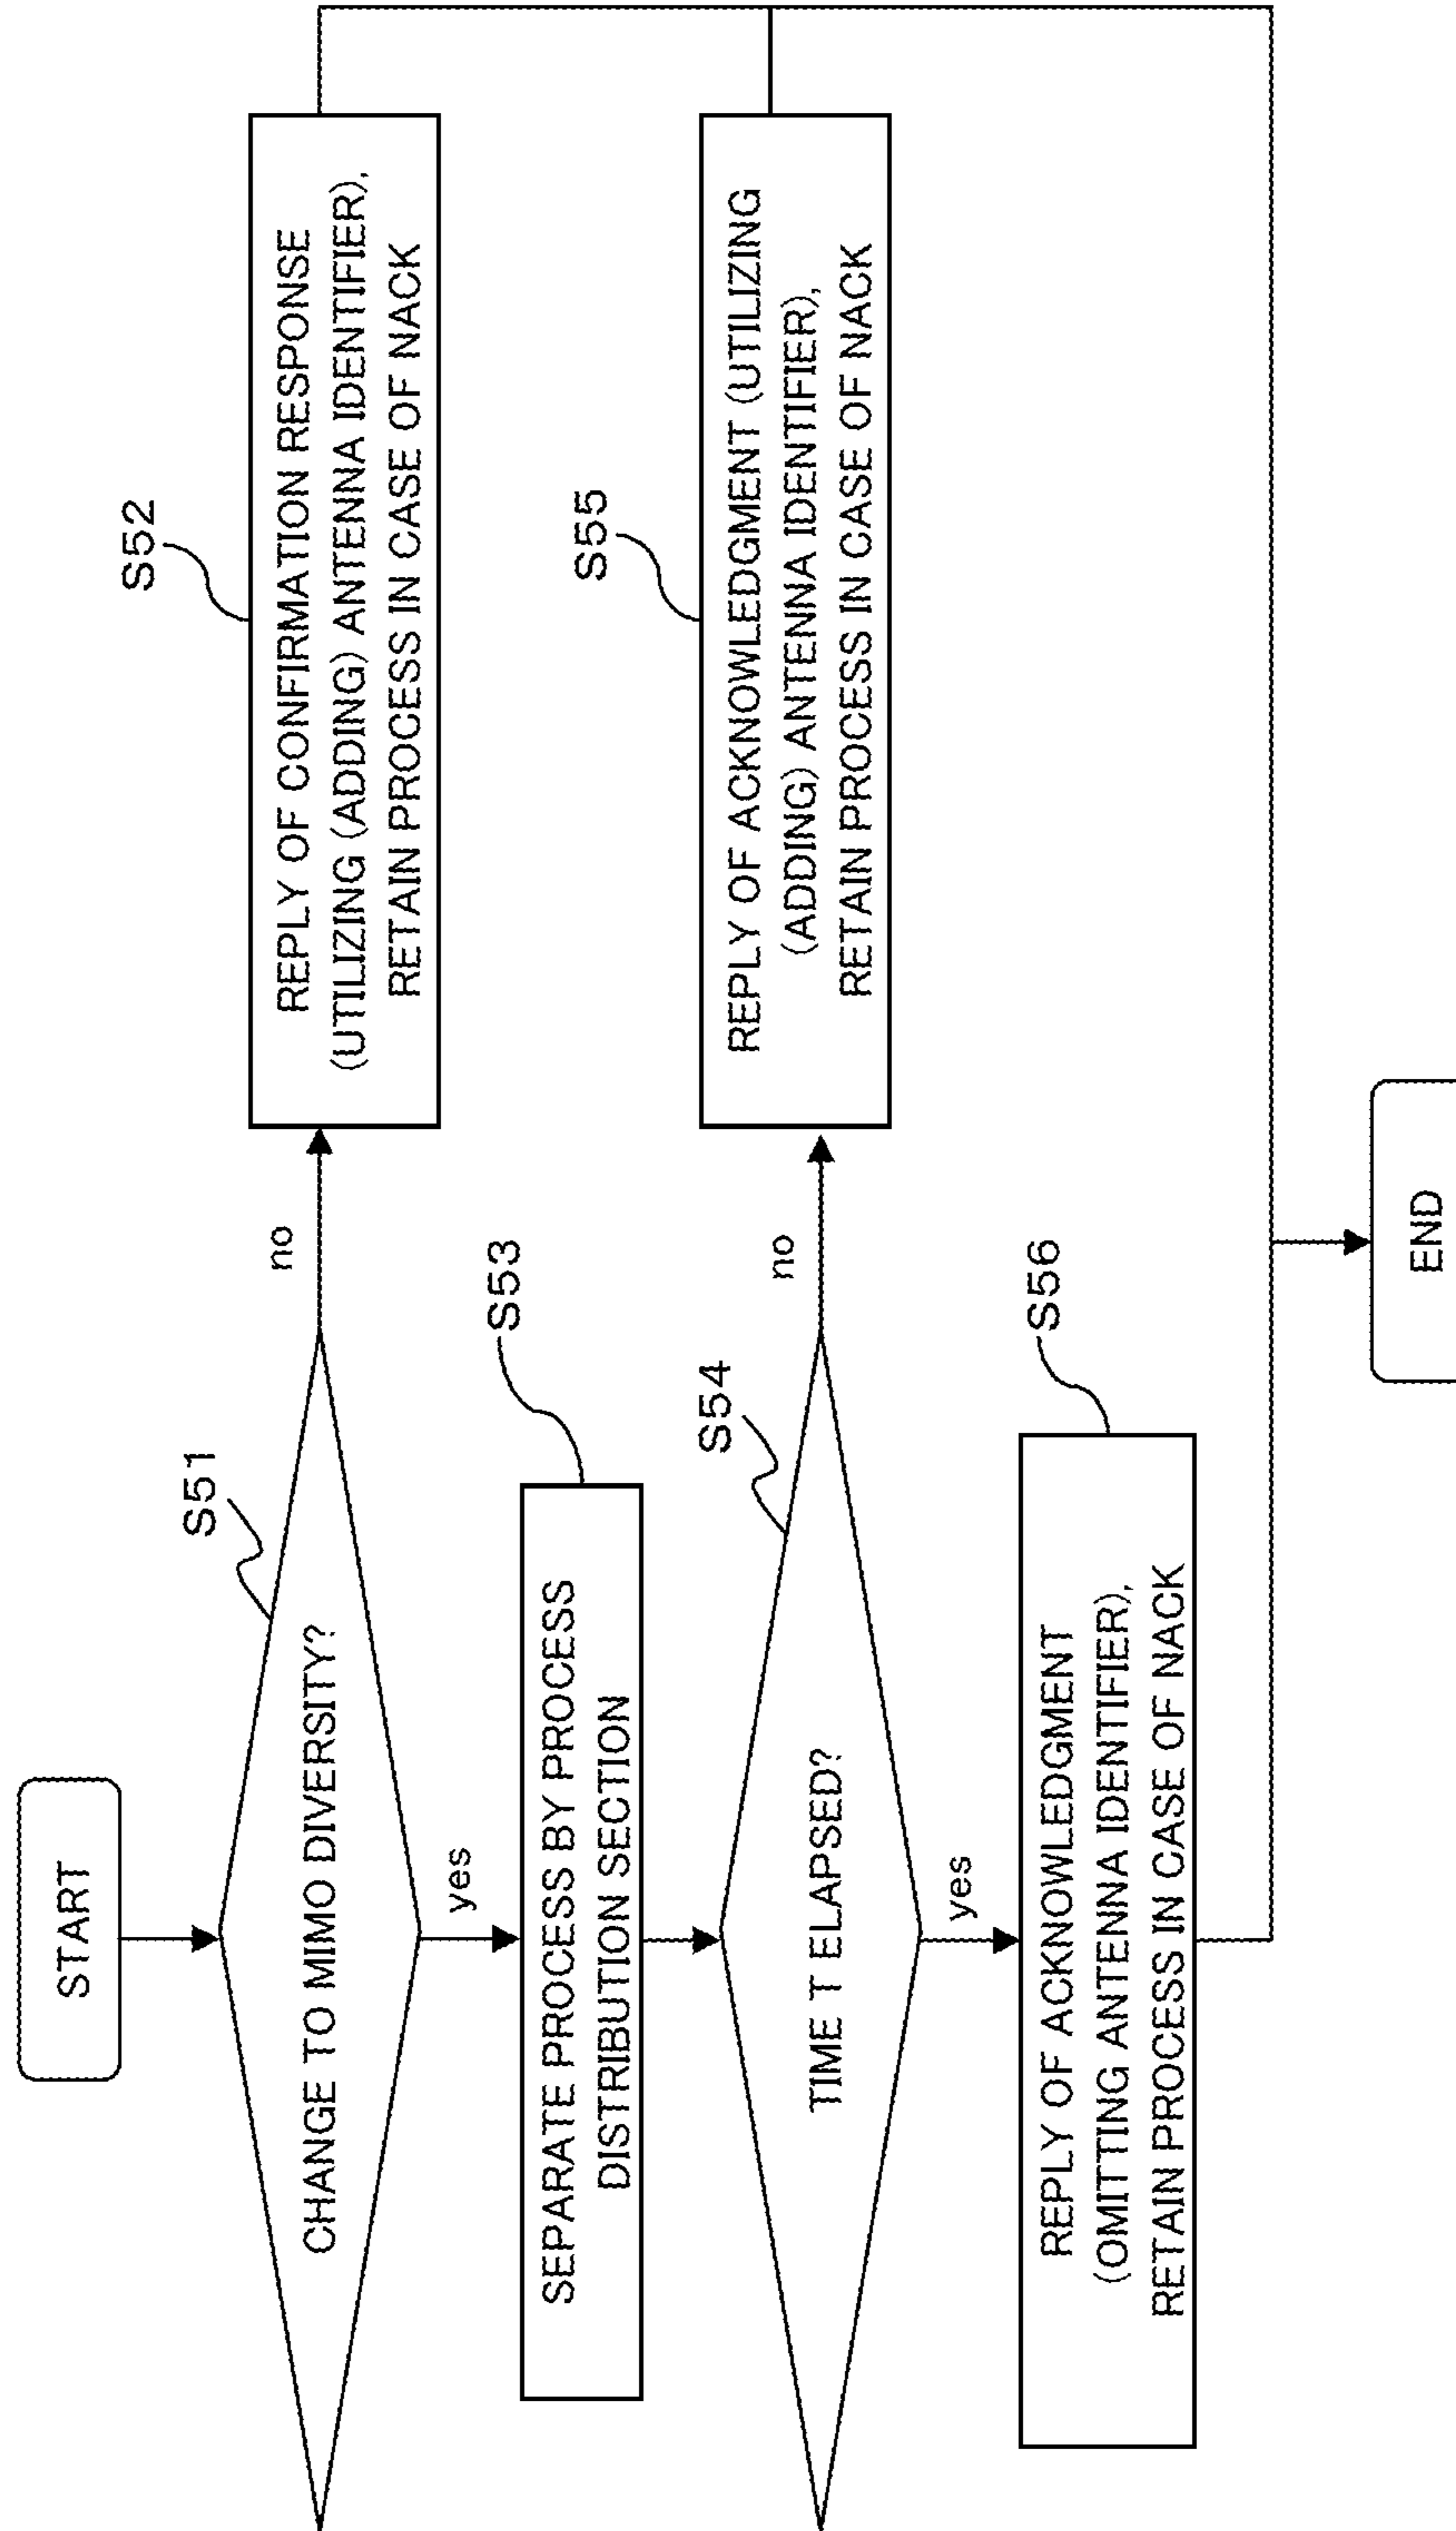 START
S51
CHANGE TO MIMO DIVERSITY?
no
S52
REPLY OF CONFIRMATION RESPONSE
(UTILIZING (ADDING) ANTENNA IDENTIFIER),
RETAIN PROCESS IN CASE OF NACK
yes
S53
SEPARATE PROCESS BY PROCESS
DISTRIBUTION SECTION
S54
TIME T ELAPSED?
no
S55
REPLY OF ACKNOWLEDGMENT (UTILIZING
(ADDING) ANTENNA IDENTIFIER),
RETAIN PROCESS IN CASE OF NACK
yes
S56
REPLY OF ACKNOWLEDGMENT
(OMITTING ANTENNA IDENTIFIER),
RETAIN PROCESS IN CASE OF NACK
END